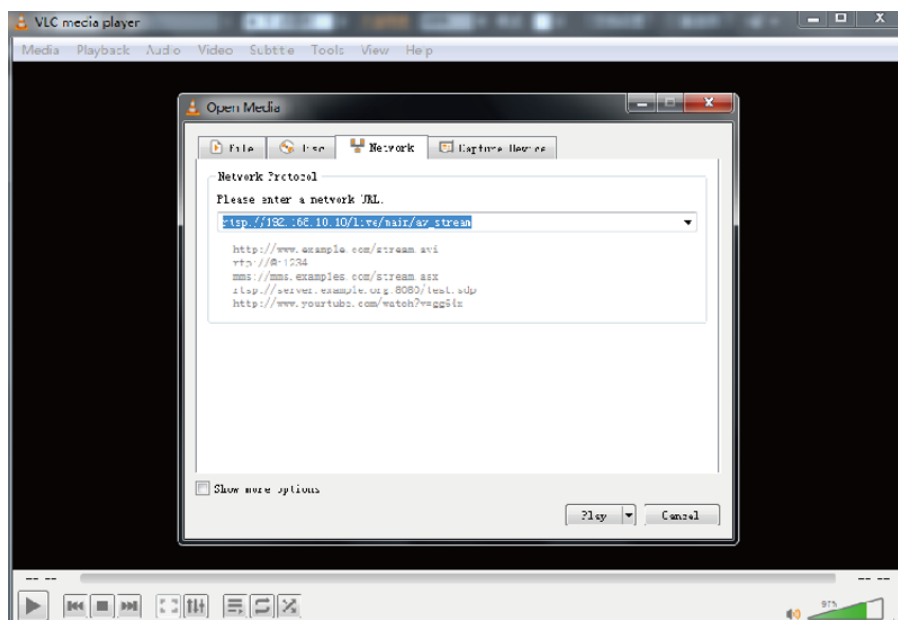 VLC media player
Media Playback Audio Video Subtitle Tools View Help
Open Media
File Disc Network Capture Device
Network Protocol
Please enter a network URL:
rtsp://192.168.10.10/live/main/av_stream
http://www.example.com/stream.avi
rtp://@:1234
mms://mms.examples.com/stream.asx
rtsp://server.example.org:8080/test.sdp
http://www.yourtube.com/watch?v=gg64x
Show more options
Play Cancel
-- -- -- --
97%